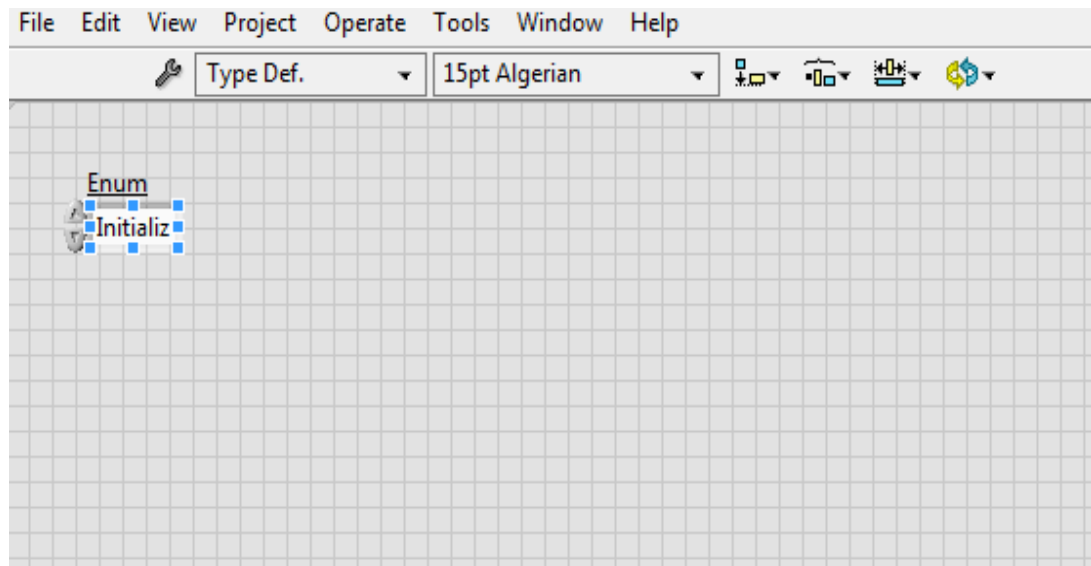 File Edit View Project Operate Tools Window Help
Type Def. 15pt Algerian
Enum
Initializ